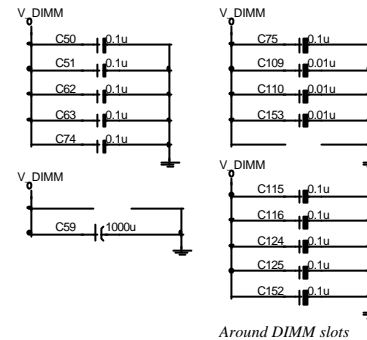 V_DIMM
C50 0.1u
C51 0.1u
C62 0.1u
C63 0.1u
C74 0.1u
V_DIMM
C59 1000u
V_DIMM
C75 0.1u
C109 0.01u
C110 0.01u
C153 0.01u
V_DIMM
C115 0.1u
C116 0.1u
C124 0.1u
C125 0.1u
C152 0.1u
Around DIMM slots